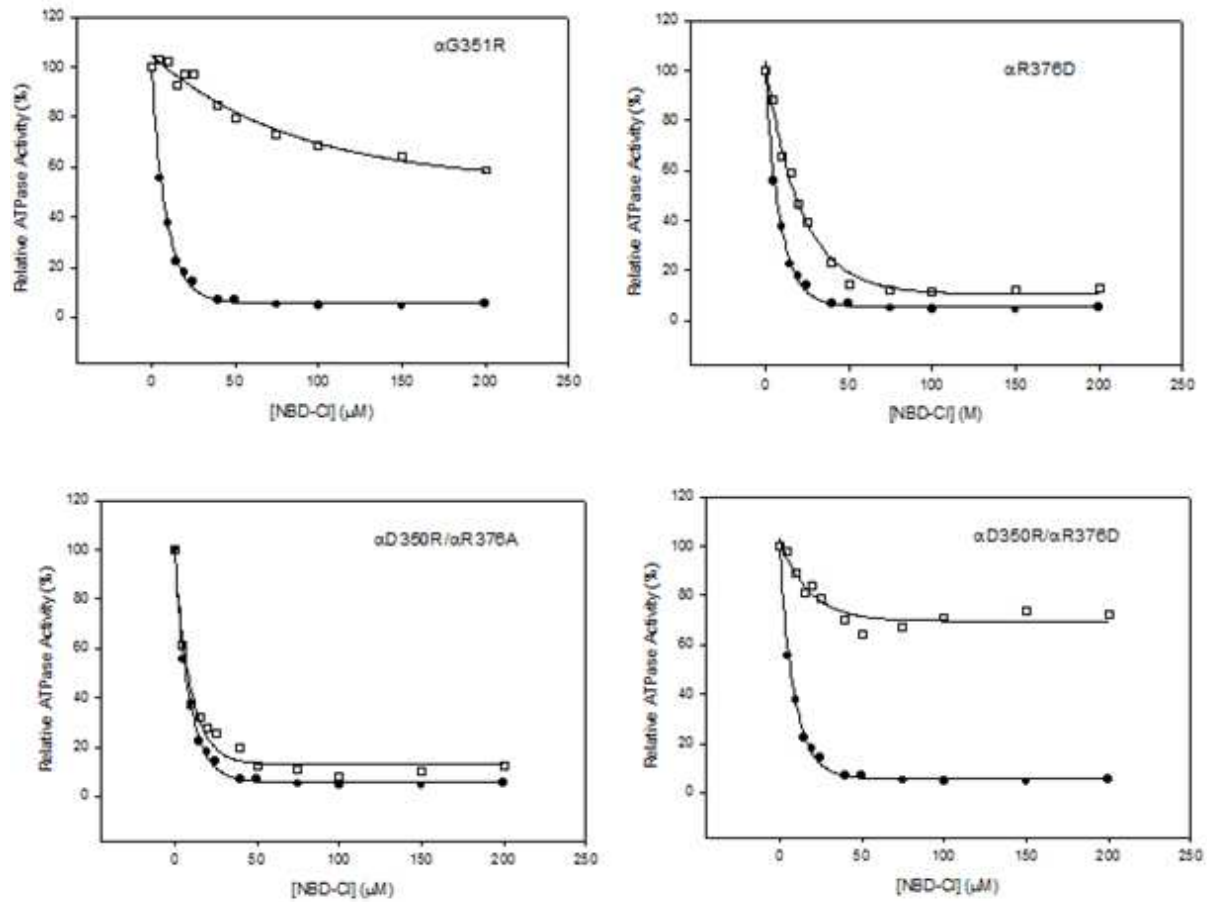 αG351R
Relative ATPase Activity (%)
120
100
80
60
40
20
0
0 50 100 150 200 250
[NBD-Cl] (μM)
αR376D
Relative ATPase Activity (%)
120
100
80
60
40
20
0
0 50 100 150 200 250
[NBD-Cl] (M)
αD350R/αR376A
Relative ATPase Activity (%)
120
100
80
60
40
20
0
0 50 100 150 200 250
[NBD-Cl] (μM)
αD350R/αR376D
Relative ATPase Activity (%)
120
100
80
60
40
20
0
0 50 100 150 200 250
[NBD-Cl] (μM)